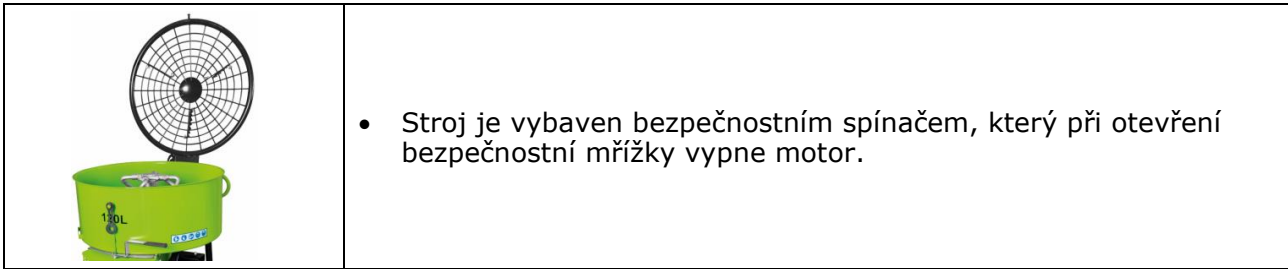 120L
• Stroj je vybaven bezpečnostním spínačem, který při otevření
bezpečnostní mřížky vypne motor.